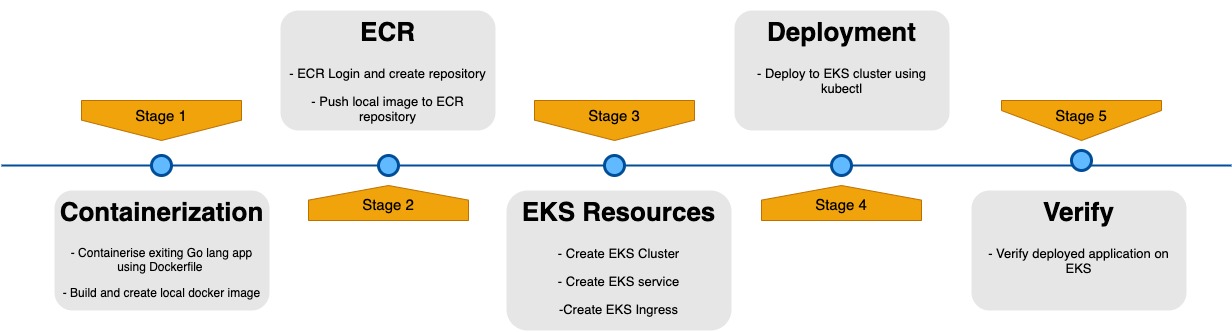 Stage 1
Containerization
- Containerise exiting Go lang app
using Dockerfile
- Build and create local docker image
ECR
- ECR Login and create repository
- Push local image to ECR
repository
Stage 2
Stage 3
EKS Resources
- Create EKS Cluster
- Create EKS service
-Create EKS Ingress
Deployment
- Deploy to EKS cluster using
kubectl
Stage 4
Stage 5
Verify
- Verify deployed application on
EKS